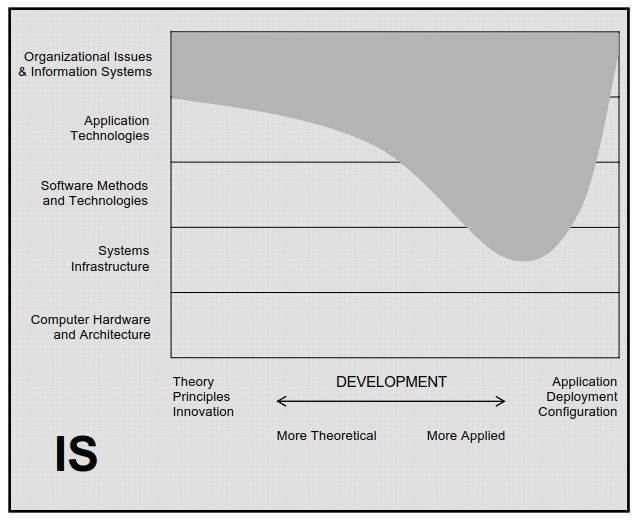 Organizational Issues
& Information Systems
Application
Technologies
Software Methods
and Technologies
Systems
Infrastructure
Computer Hardware
and Architecture
Theory
Principles
Innovation
DEVELOPMENT
More Theoretical
More Applied
Application
Deployment
Configuration
IS